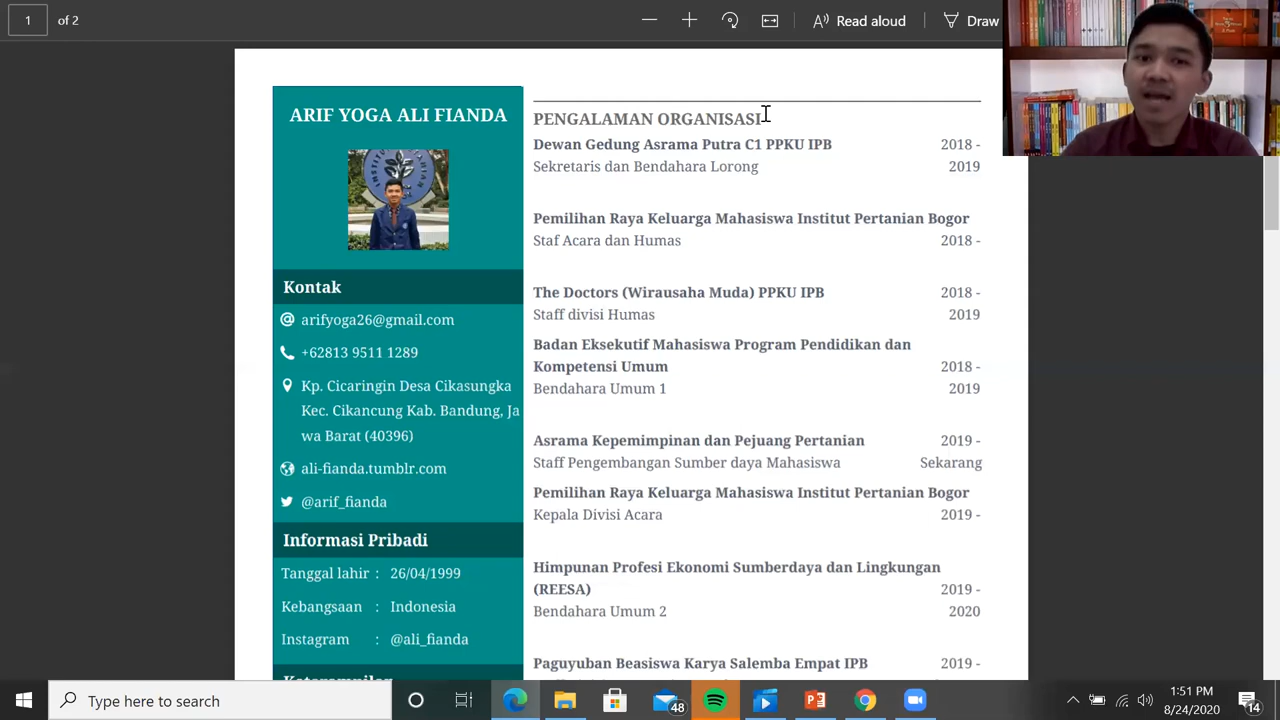 1 of 2
Read aloud
Draw
ARIF YOGA ALI FIANDA
Kontak
arifyoga26@gmail.com
+62813 9511 1289
Kp. Cicaringin Desa Cikasungka
Kec. Cikancung Kab. Bandung, Ja
wa Barat (40396)
ali-fianda.tumblr.com
@arif_fianda
Informasi Pribadi
Tanggal lahir : 26/04/1999
Kebangsaan : Indonesia
Instagram : @ali_fianda
PENGALAMAN ORGANISASI
Dewan Gedung Asrama Putra C1 PPKU IPB 2018 -
Sekretaris dan Bendahara Lorong 2019
Pemilihan Raya Keluarga Mahasiswa Institut Pertanian Bogor
Staf Acara dan Humas 2018 -
The Doctors (Wirausaha Muda) PPKU IPB 2018 -
Staff divisi Humas 2019
Badan Eksekutif Mahasiswa Program Pendidikan dan
Kompetensi Umum 2018 -
Bendahara Umum 1 2019
Asrama Kepemimpinan dan Pejuang Pertanian 2019 -
Staff Pengembangan Sumber daya Mahasiswa Sekarang
Pemilihan Raya Keluarga Mahasiswa Institut Pertanian Bogor
Kepala Divisi Acara 2019 -
Himpunan Profesi Ekonomi Sumberdaya dan Lingkungan
(REESA) 2019 -
Bendahara Umum 2 2020
Paguyuban Beasiswa Karya Salemba Empat IPB 2019 -
Type here to search
48
1:51 PM
8/24/2020
14